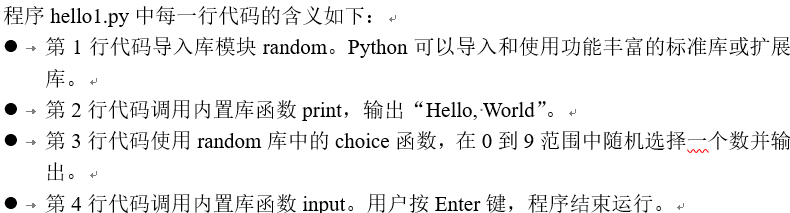 程序 hello1.py 中每一行代码的含义如下：
● 第 1 行代码导入库模块 random。Python 可以导入和使用功能丰富的标准库或扩展
库。
● 第 2 行代码调用内置库函数 print，输出“Hello, World”。
● 第 3 行代码使用 random 库中的 choice 函数，在 0 到 9 范围中随机选择一个数并输
出。
● 第 4 行代码调用内置库函数 input。用户按 Enter 键，程序结束运行。